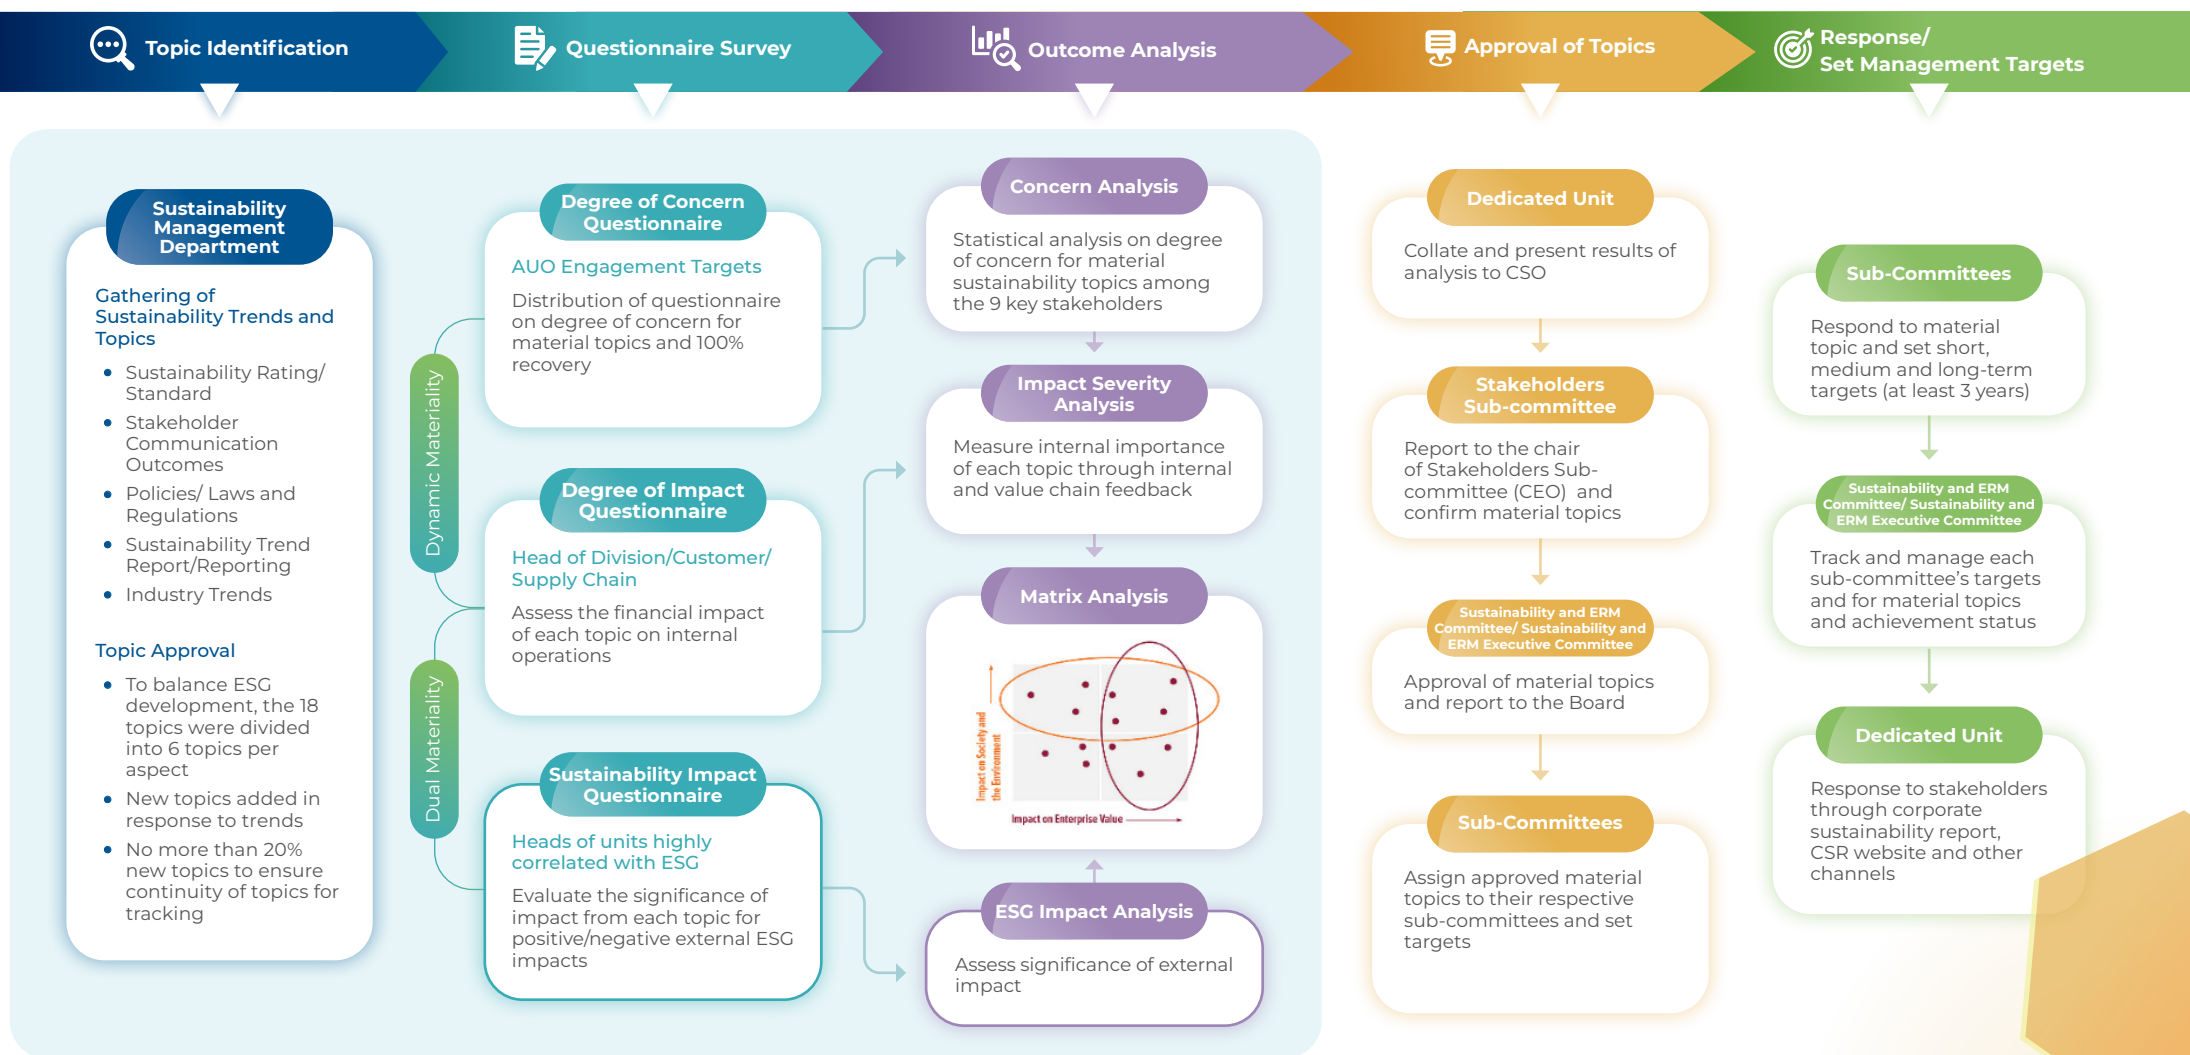 Topic Identification
Questionnaire Survey
Outcome Analysis
Approval of Topics
Response/
Set Management Targets
Sustainability
Management
Department
Gathering of
Sustainability Trends and
Topics
Sustainability Rating/
Standard
Stakeholder
Communication
Outcomes
Policies/ Laws and
Regulations
Sustainability Trend
Report/Reporting
Industry Trends
Topic Approval
To balance ESG
development, the 18
topics were divided
into 6 topics per
aspect
New topics added in
response to trends
No more than 20%
new topics to ensure
continuity of topics for
tracking
Dynamic Materiality
Dual Materiality
Degree of Concern
Questionnaire
AUO Engagement Targets
Distribution of questionnaire
on degree of concern for
material topics and 100%
recovery
Degree of Impact
Questionnaire
Head of Division/Customer/
Supply Chain
Assess the financial impact
of each topic on internal
operations
Sustainability Impact
Questionnaire
Heads of units highly
correlated with ESG
Evaluate the significance of
impact from each topic for
positive/negative external ESG
impacts
Concern Analysis
Statistical analysis on degree
of concern for material
sustainability topics among
the 9 key stakeholders
Impact Severity
Analysis
Measure internal importance
of each topic through internal
and value chain feedback
Matrix Analysis
Impact on Society and
the Environment
Impact on Enterprise Value
ESG Impact Analysis
Assess significance of external
impact
Dedicated Unit
Collate and present results of
analysis to CSO
Stakeholders
Sub-committee
Report to the chair
of Stakeholders Sub-
committee (CEO) and
confirm material topics
Sustainability and ERM
Committee/ Sustainability and
ERM Executive Committee
Approval of material topics
and report to the Board
Sub-Committees
Assign approved material
topics to their respective
sub-committees and set
targets
Sub-Committees
Respond to material
topic and set short,
medium and long-term
targets (at least 3 years)
Sustainability and ERM
Committee/ Sustainability and
ERM Executive Committee
Track and manage each
sub-committee's targets
and for material topics
and achievement status
Dedicated Unit
Response to stakeholders
through corporate
sustainability report,
CSR website and other
channels